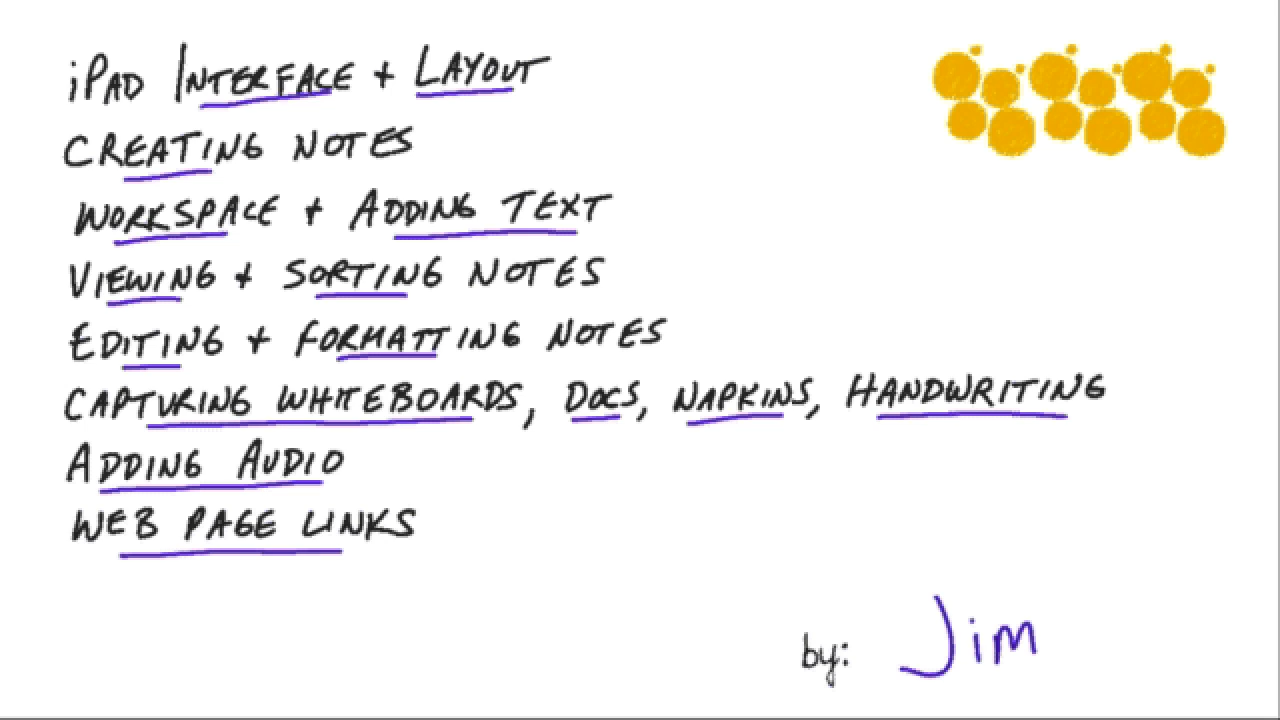 iPAD INTERFACE + LAYOUT
CREATING NOTES
WORKSPACE + ADDING TEXT
VIEWING + SORTING NOTES
EDITING + FORMATTING NOTES
CAPTURING WHITEBOARDS, DOCS, NAPKINS, HANDWRITING
ADDING AUDIO
WEB PAGE LINKS
by: Jim